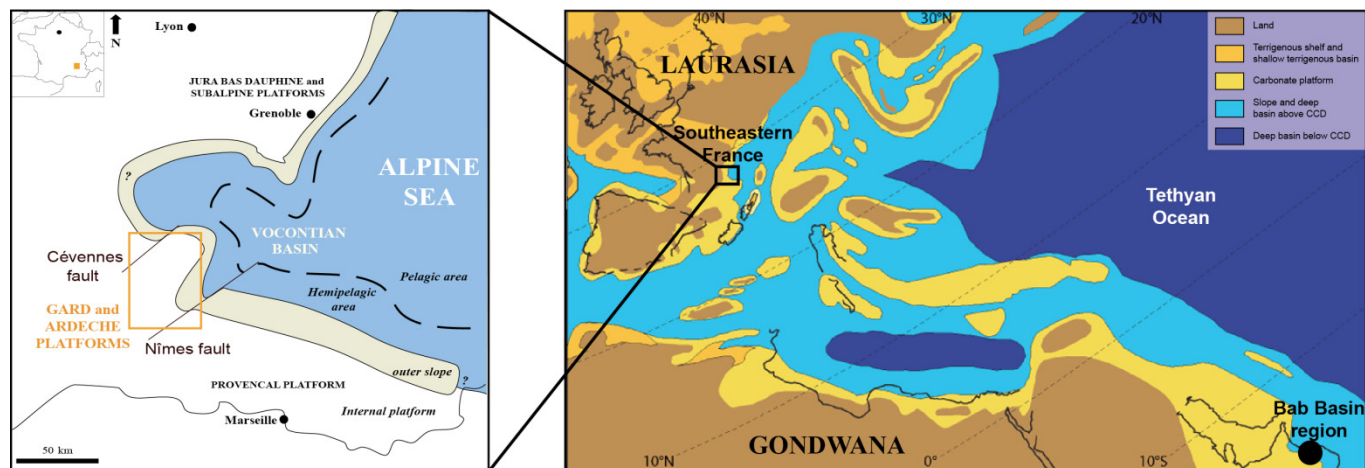 Lyon
N
JURA BAS DAUPHINE and
SUBALPINE PLATFORMS
Grenoble
ALPINE
SEA
?
VOCONTIAN
BASIN
Cévennes
fault
Pelagic area
Hemipelagic
area
GARD and
ARDECHE
PLATFORMS
Nîmes fault
outer slope
?
PROVENCAL PLATFORM
Internal platform
Marseille
50 km
40°N
30°N
20°N
LAURASIA
Southeastern
France
Tethyan
Ocean
Bab Basin
region
GONDWANA
10°N
0°
10°S
Land
Terrigenous shelf and
shallow terrigenous basin
Carbonate platform
Slope and deep
basin above CCD
Deep basin below CCD